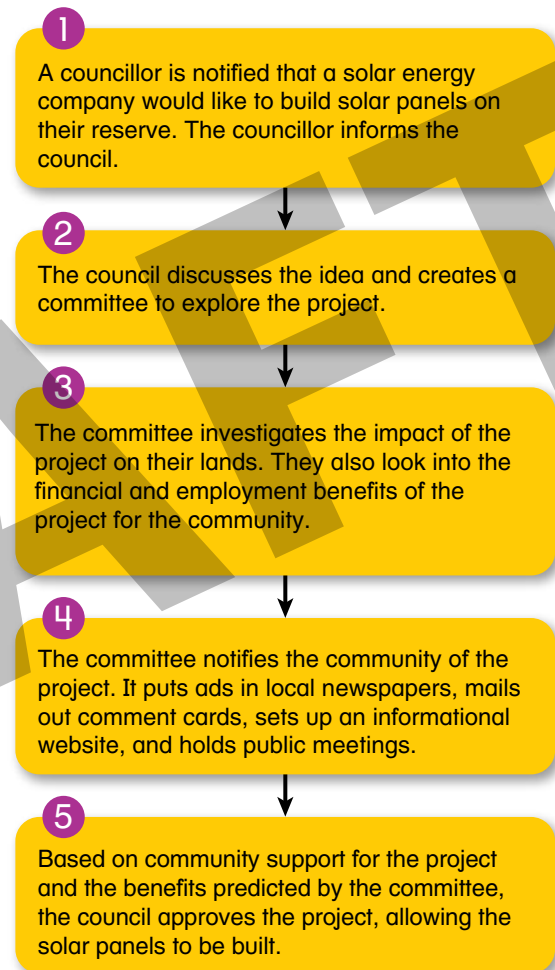 1
A councillor is notified that a solar energy
company would like to build solar panels on
their reserve. The councillor informs the
council.
2
The council discusses the idea and creates a
committee to explore the project.
3
The committee investigates the impact of the
project on their lands. They also look into the
financial and employment benefits of the
project for the community.
4
The committee notifies the community of the
project. It puts ads in local newspapers, mails
out comment cards, sets up an informational
website, and holds public meetings.
5
Based on community support for the project
and the benefits predicted by the committee,
the council approves the project, allowing the
solar panels to be built.
AFT